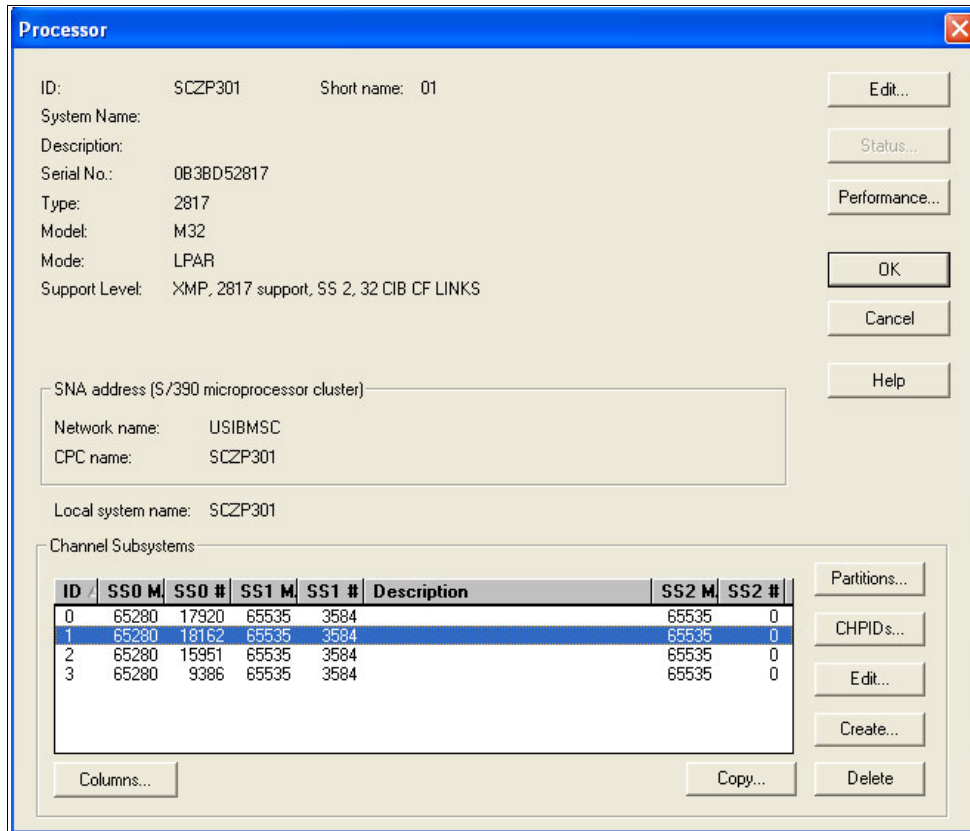 Processor
ID: SCZP301 Short name: 01 Edit...
System Name:
Description: Status...
Serial No.: 0B3BD52817
Type: 2817 Performance...
Model: M32
Mode: LPAR OK
Support Level: XMP, 2817 support, SS 2, 32 CIB CF LINKS
Cancel
SNA address (S/390 microprocessor cluster) Help
Network name: USIBMSC
CPC name: SCZP301
Local system name: SCZP301
Channel Subsystems
ID SS0 M. SS0 # SS1 M. SS1 # Description SS2 M. SS2 # Partitions...
0 65280 17920 65535 3584 65535 0
1 65280 18162 65535 3584 65535 0 CHPIDs...
2 65280 15951 65535 3584 65535 0
3 65280 9386 65535 3584 65535 0 Edit...
Create...
Columns... Copy... Delete